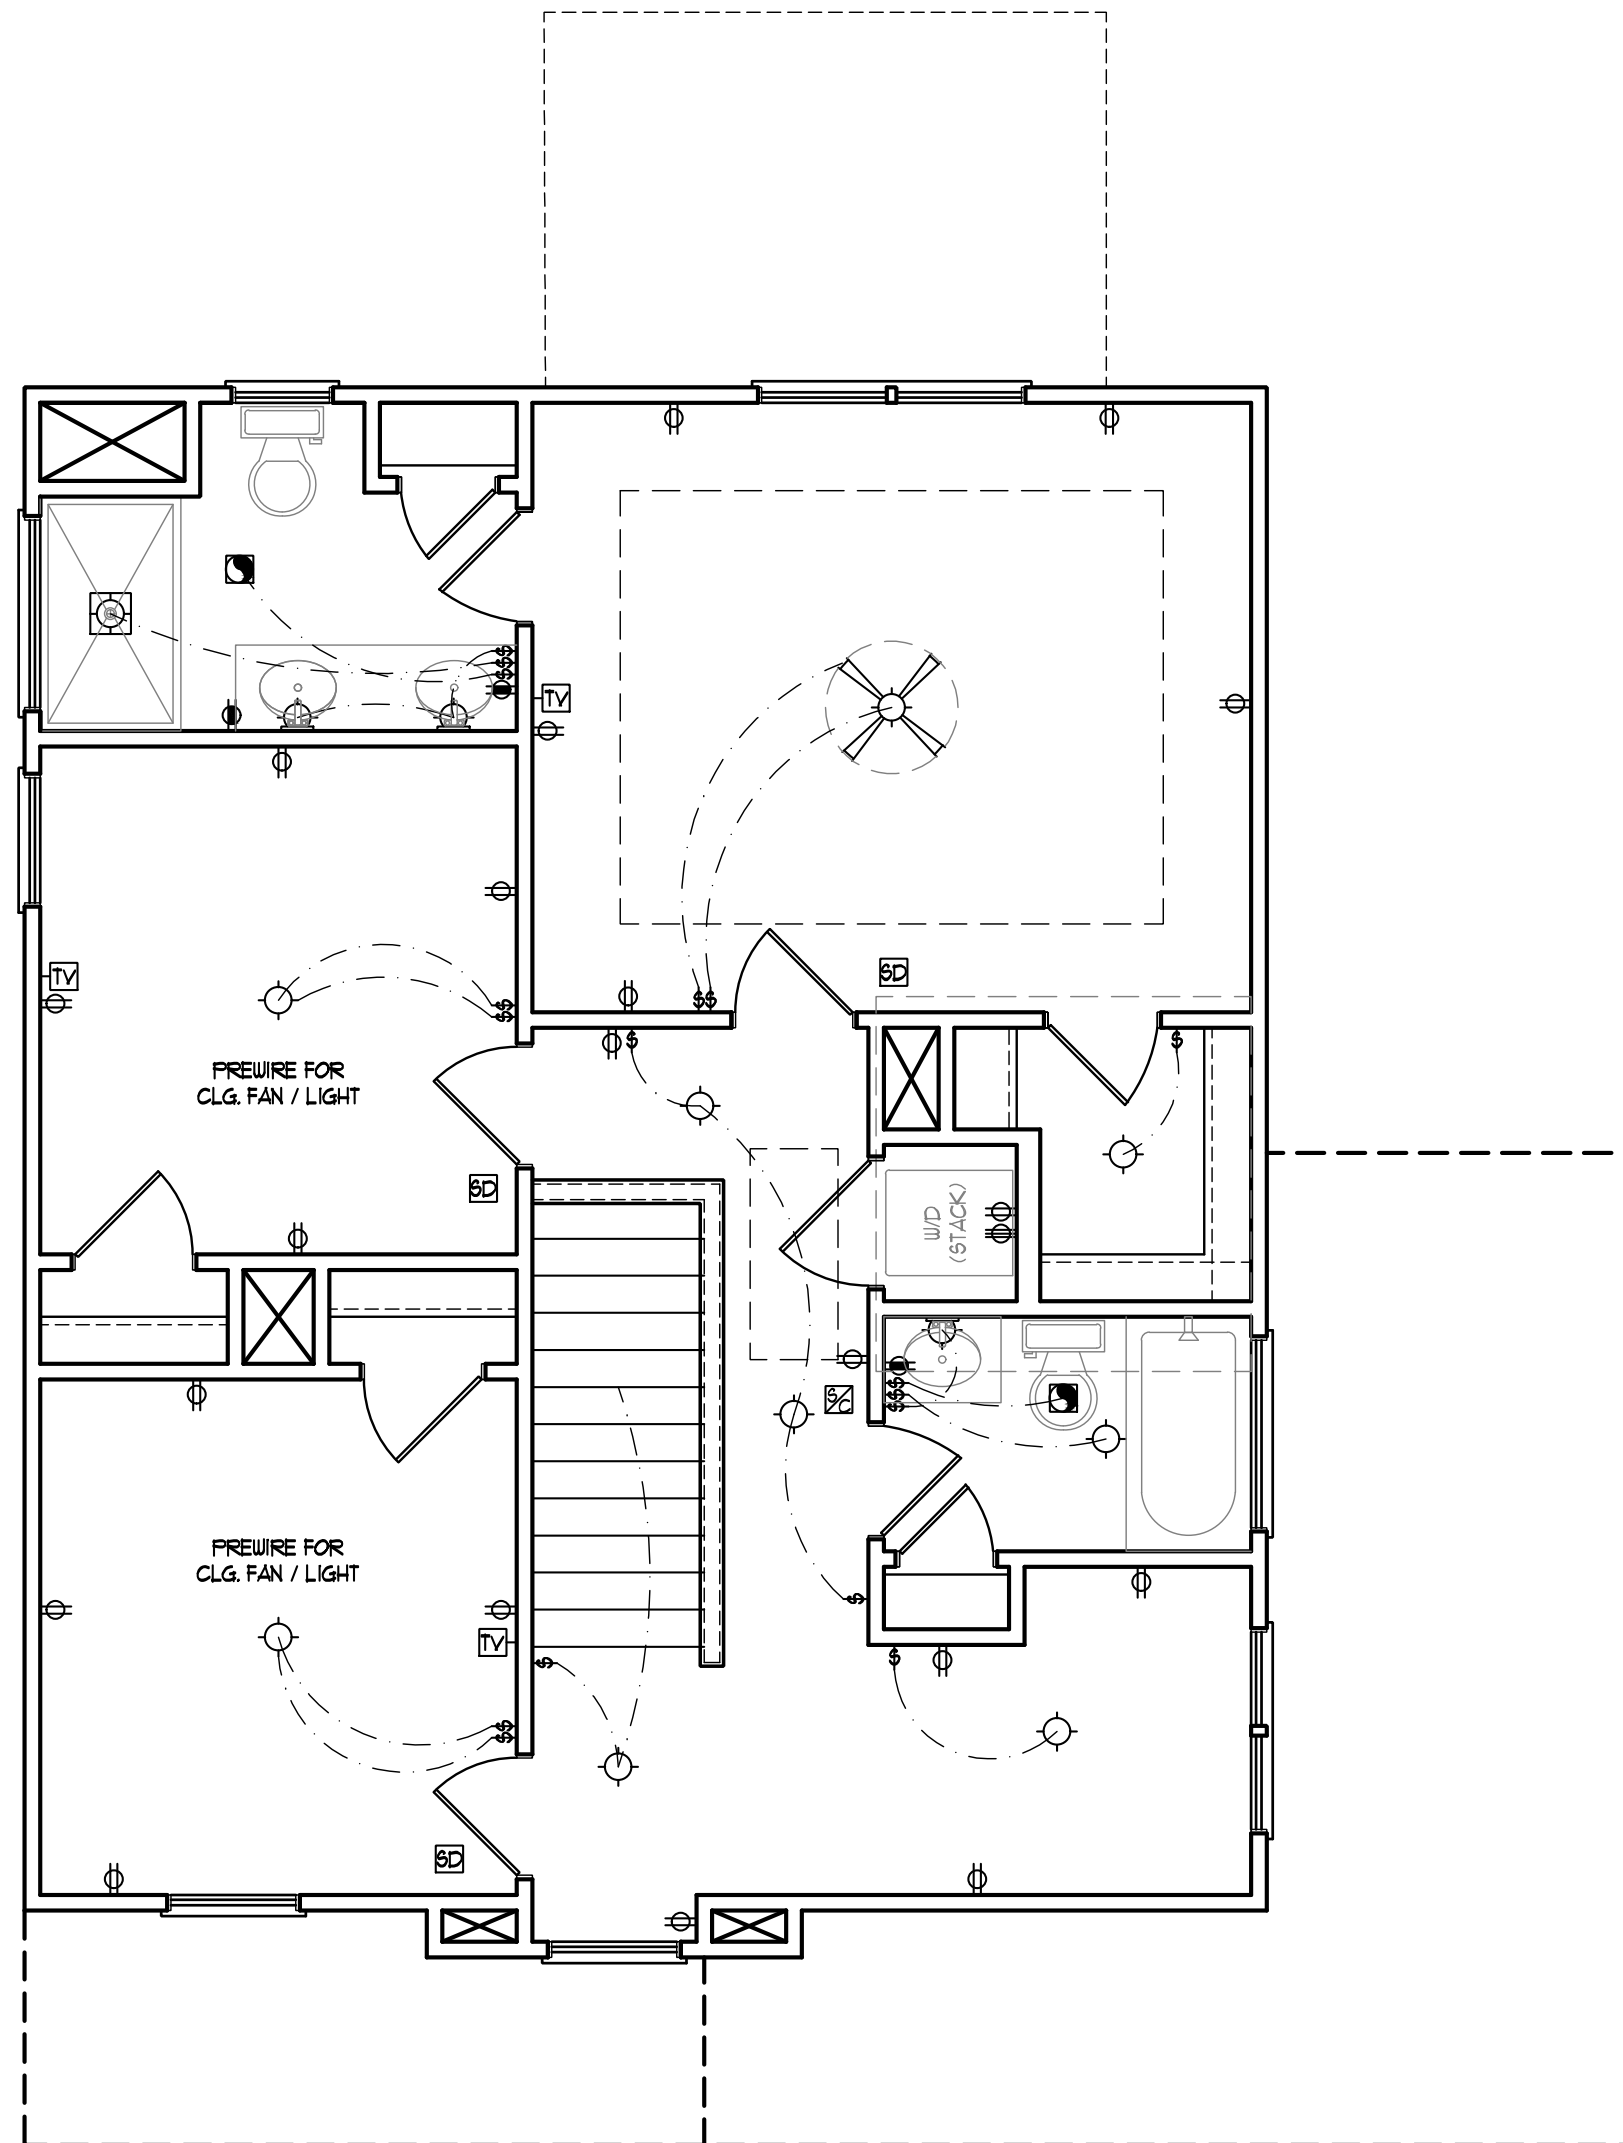 $
$
$
TV
TV
SD
$$
$
$
PREWIRE FOR
CLG. FAN / LIGHT
$
$
SD
W/D
(STACK)
S/C
$
$
$
PREWIRE FOR
CLG. FAN / LIGHT
$
TV
$
$
$
$
SD